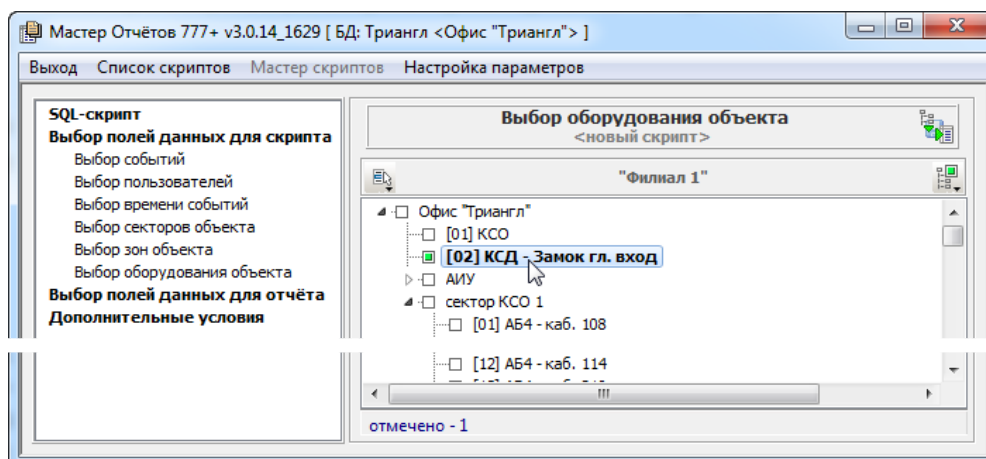 Мастер Отчётов 777+ v3.0.14_1629 [ БД: Триангл <Офис "Триангл"> ]
Выход Список скриптов Мастер скриптов Настройка параметров
SQL-скрипт
Выбор полей данных для скрипта
Выбор событий
Выбор пользователей
Выбор времени событий
Выбор секторов объекта
Выбор зон объекта
Выбор оборудования объекта
Выбор полей данных для отчёта
Дополнительные условия
Выбор оборудования объекта
<новый скрипт>
"Филиал 1"
Офис "Триангл"
[01] КСО
[02] КСД - Замок гл. вход
АИУ
сектор КСО 1
[01] АБ4 - каб. 108
[12] АБ4 - каб. 114
отмечено - 1